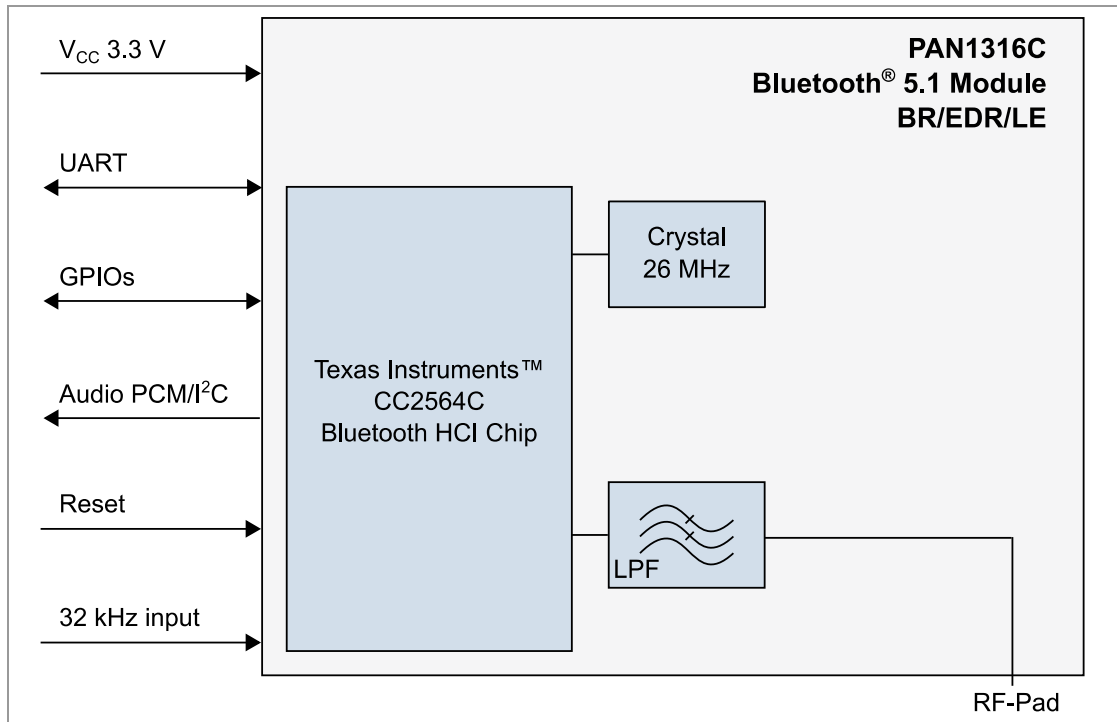 PAN1316C
Bluetooth® 5.1 Module
BR/EDR/LE
VCC 3.3 V
UART
GPIOs
Audio PCM/I²C
Reset
32 kHz input
Texas Instruments™
CC2564C
Bluetooth HCI Chip
Crystal
26 MHz
LPF
RF-Pad